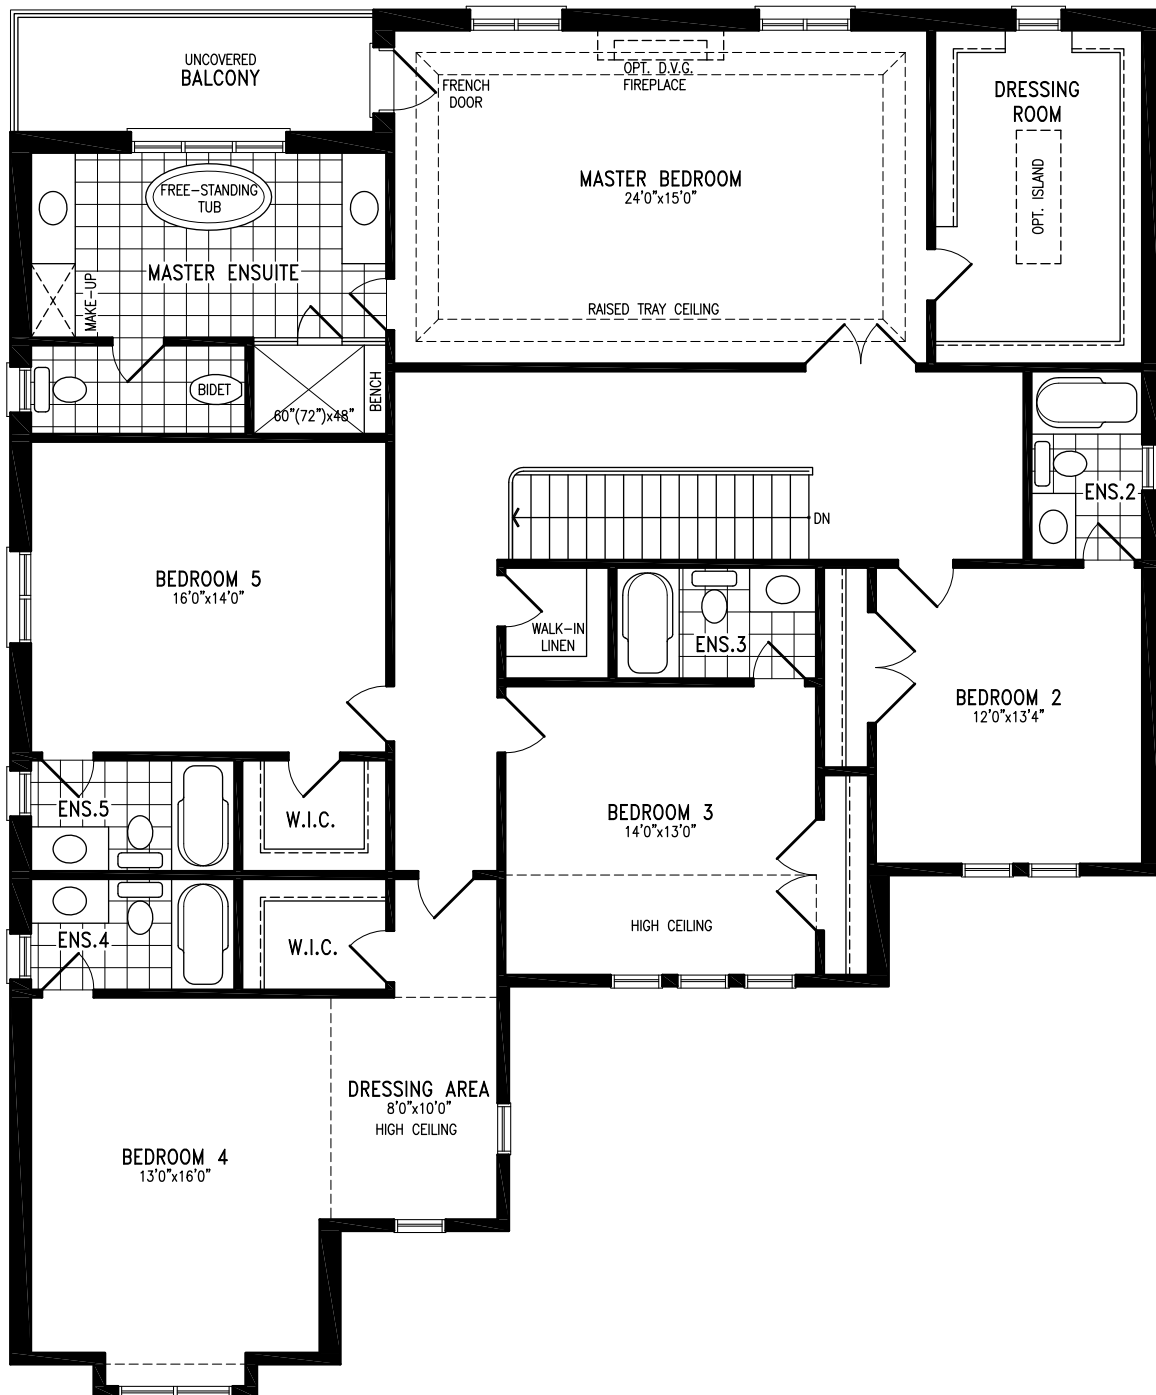 UNCOVERED
BALCONY
FRENCH
DOOR
OPT. D.V.G.
FIREPLACE
DRESSING
ROOM
OPT. ISLAND
MASTER BEDROOM
24'0"x15'0"
RAISED TRAY CEILING
FREE-STANDING
TUB
MASTER ENSUITE
MAKE-UP
BIDET
60"(72")x48"
BENCH
ENS.2
DN
BEDROOM 5
16'0"x14'0"
WALK-IN
LINEN
ENS.3
BEDROOM 2
12'0"x13'4"
ENS.5
W.I.C.
BEDROOM 3
14'0"x13'0"
HIGH CEILING
ENS.4
W.I.C.
DRESSING AREA
8'0"x10'0"
HIGH CEILING
BEDROOM 4
13'0"x16'0"